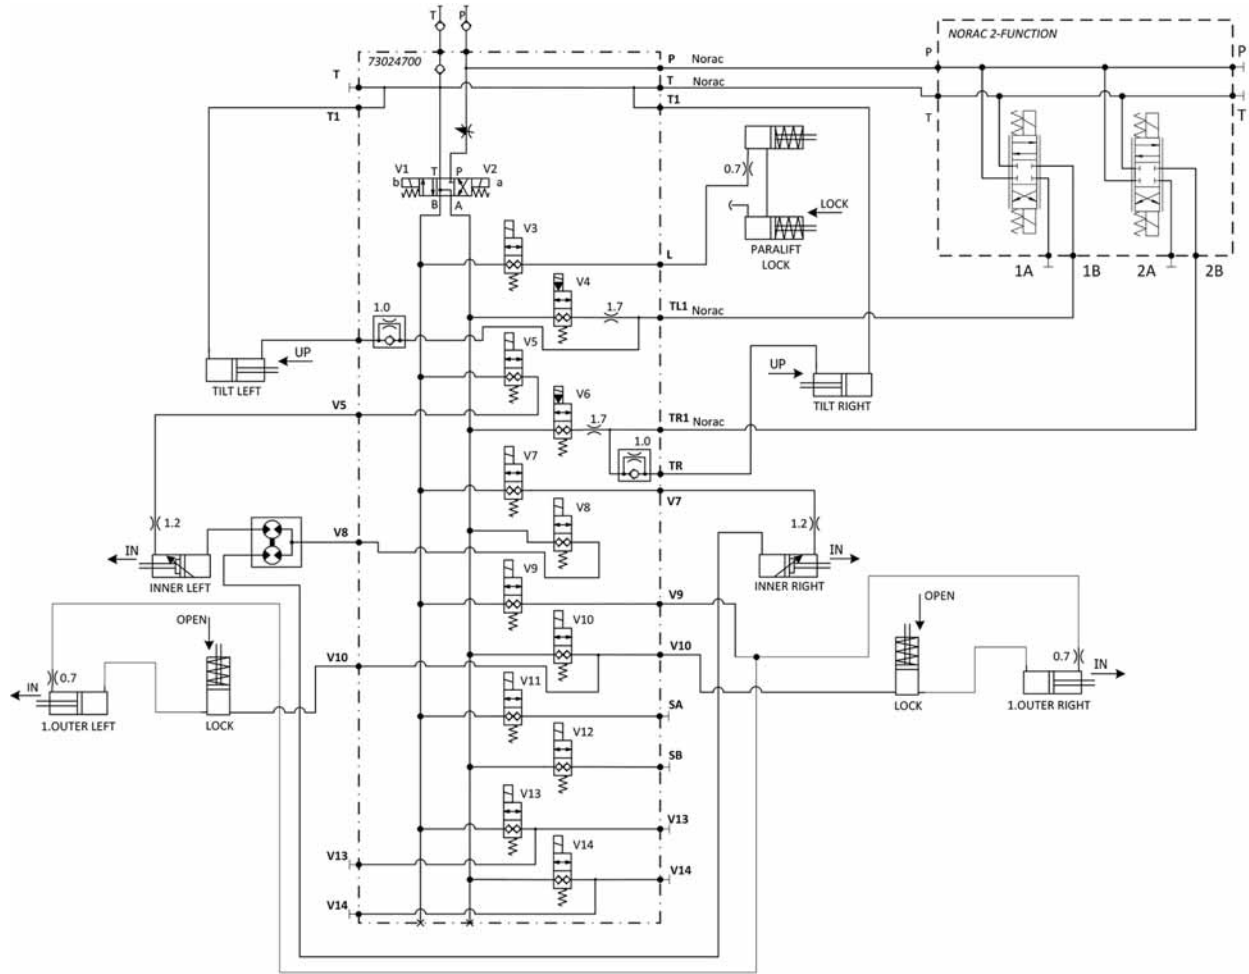 T
P
NORAC 2-FUNCTION
73024700
T
P Norac
T Norac
T1
T1
P
P
T
T
V1
T
P
V2
b
a
B
A
0.7
LOCK
PARALIFT
LOCK
V3
L
1A
1B
2A
2B
V4
1.0
1.7
TL1 Norac
V5
UP
TILT LEFT
UP
TILT RIGHT
V6
V5
1.7
TR1 Norac
1.0
TR
V7
V7
V8
1.2
V8
1.2
IN
INNER LEFT
IN
INNER RIGHT
V9
V9
OPEN
OPEN
V10
V10
V10
0.7
IN
LOCK
1.OUTER LEFT
0.7
IN
LOCK
1.OUTER RIGHT
V11
SA
V12
SB
V13
V13
V13
V14
V14
V14